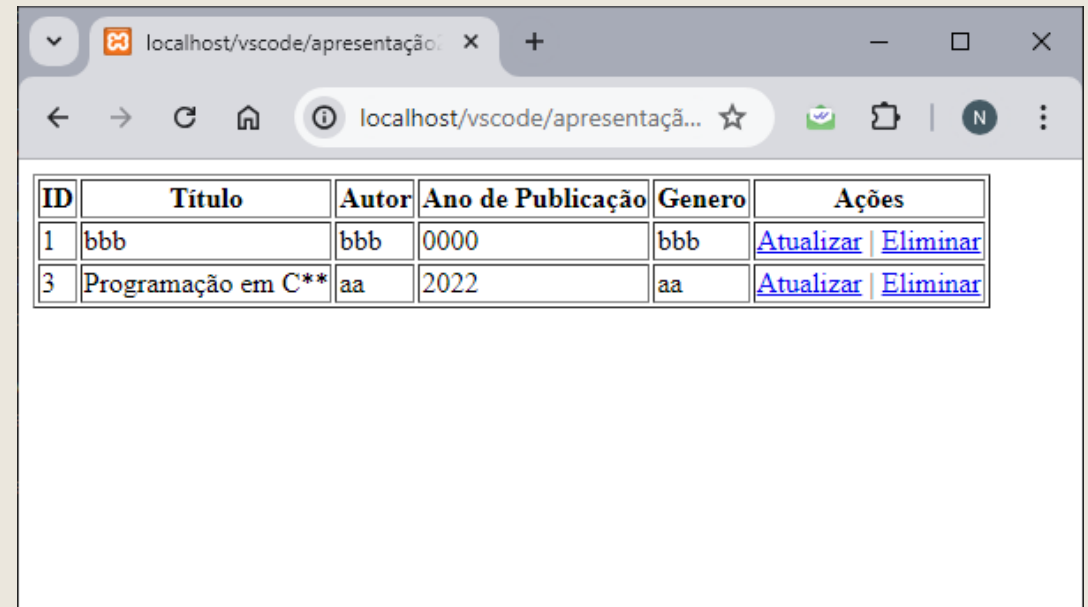 localhost/vscode/apresentação
localhost/vscode/apresentaçã...
N
ID Título Autor Ano de Publicação Genero Ações
1 bbb bbb 0000 bbb Atualizar | Eliminar
3 Programação em C** aa 2022 aa Atualizar | Eliminar